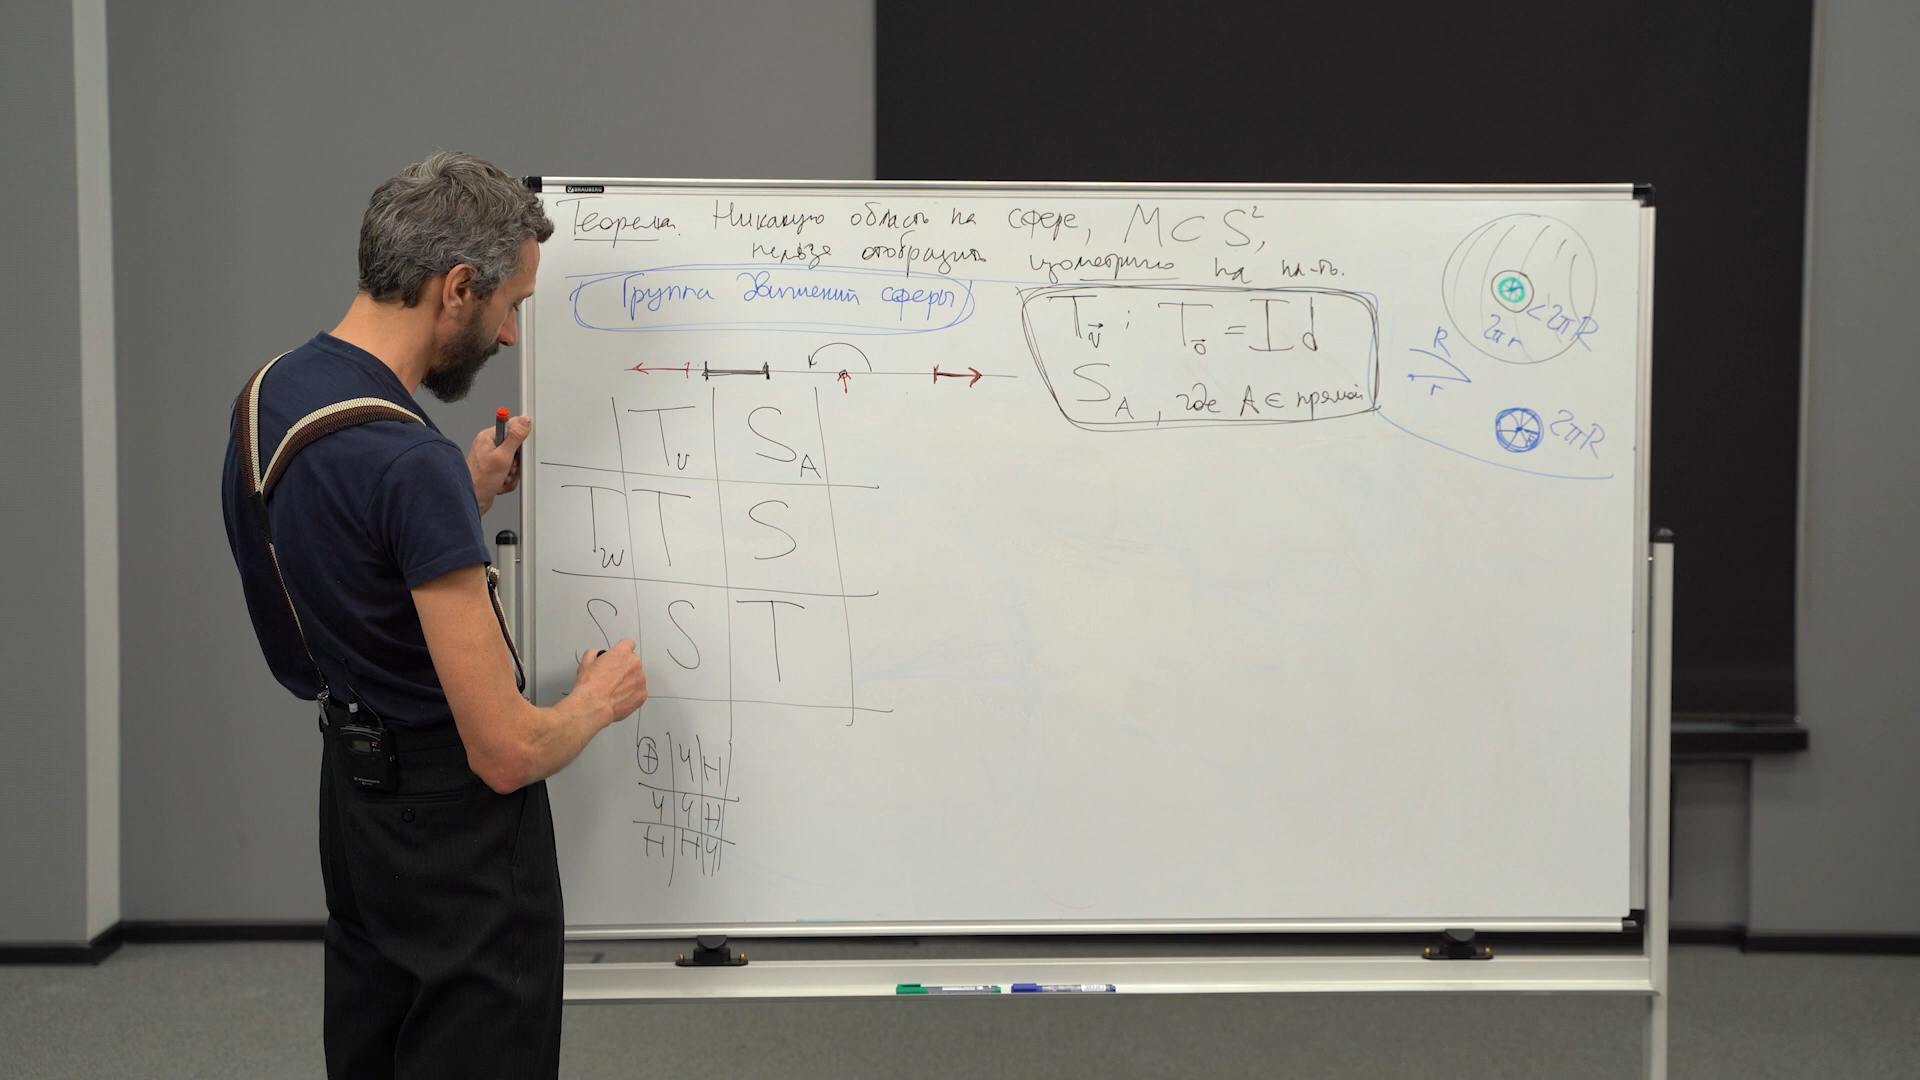 BRAUBERG
Теорема. Никакую область на сфере, M ⊂ S²,
нельзя отобразить изометрично на пл-ть.
Группа движений сферы
T_v⃗ ; T_0⃗ = Id
S_A, где A ∈ прямой
<2πR
2πr
R
r
2πR
T_v S_A
T_w T S
S S T
+ Ч Н
Ч Ч Н
Н Н Ч